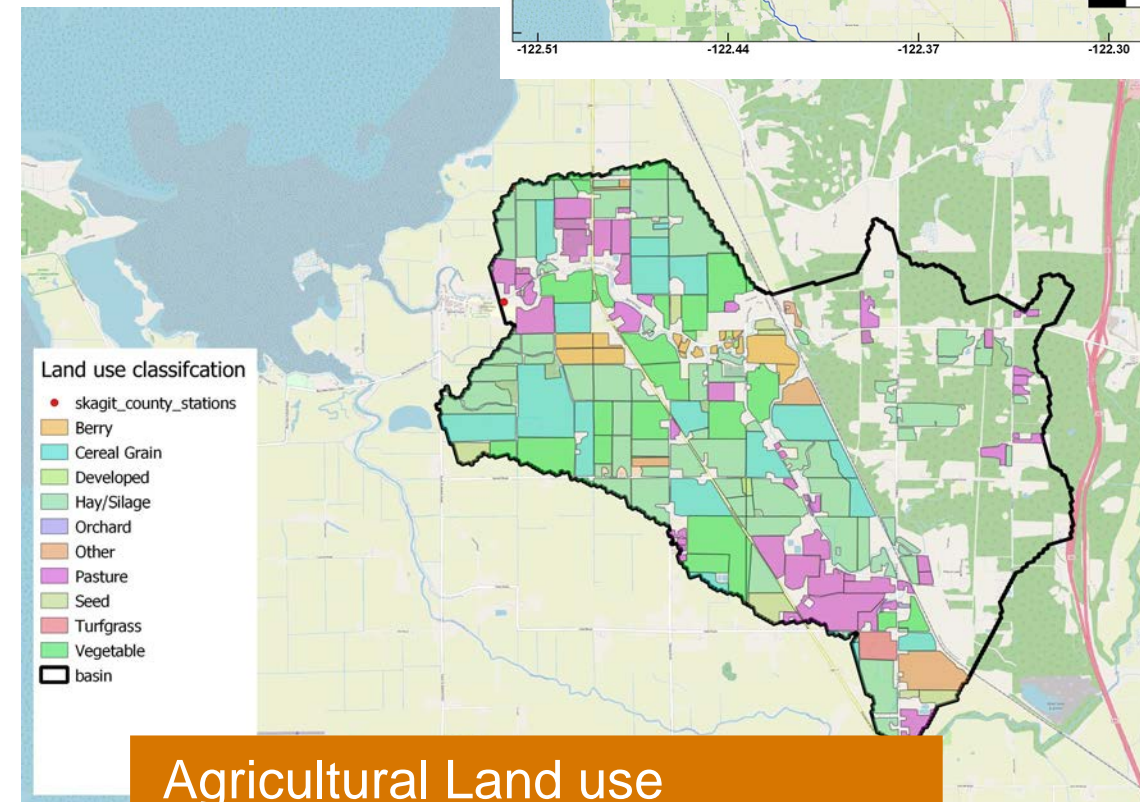 -122.51 -122.44 -122.37 -122.30
Land use classifcation
skagit_county_stations
Berry
Cereal Grain
Developed
Hay/Silage
Orchard
Other
Pasture
Seed
Turfgrass
Vegetable
basin
Agricultural Land use